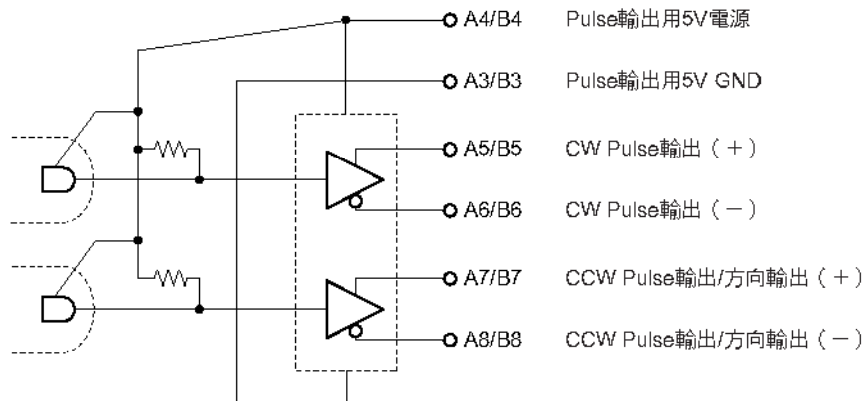 A4/B4 Pulse輸出用5V電源
A3/B3 Pulse輸出用5V GND
A5/B5 CW Pulse輸出（＋）
A6/B6 CW Pulse輸出（－）
A7/B7 CCW Pulse輸出/方向輸出（＋）
A8/B8 CCW Pulse輸出/方向輸出（－）